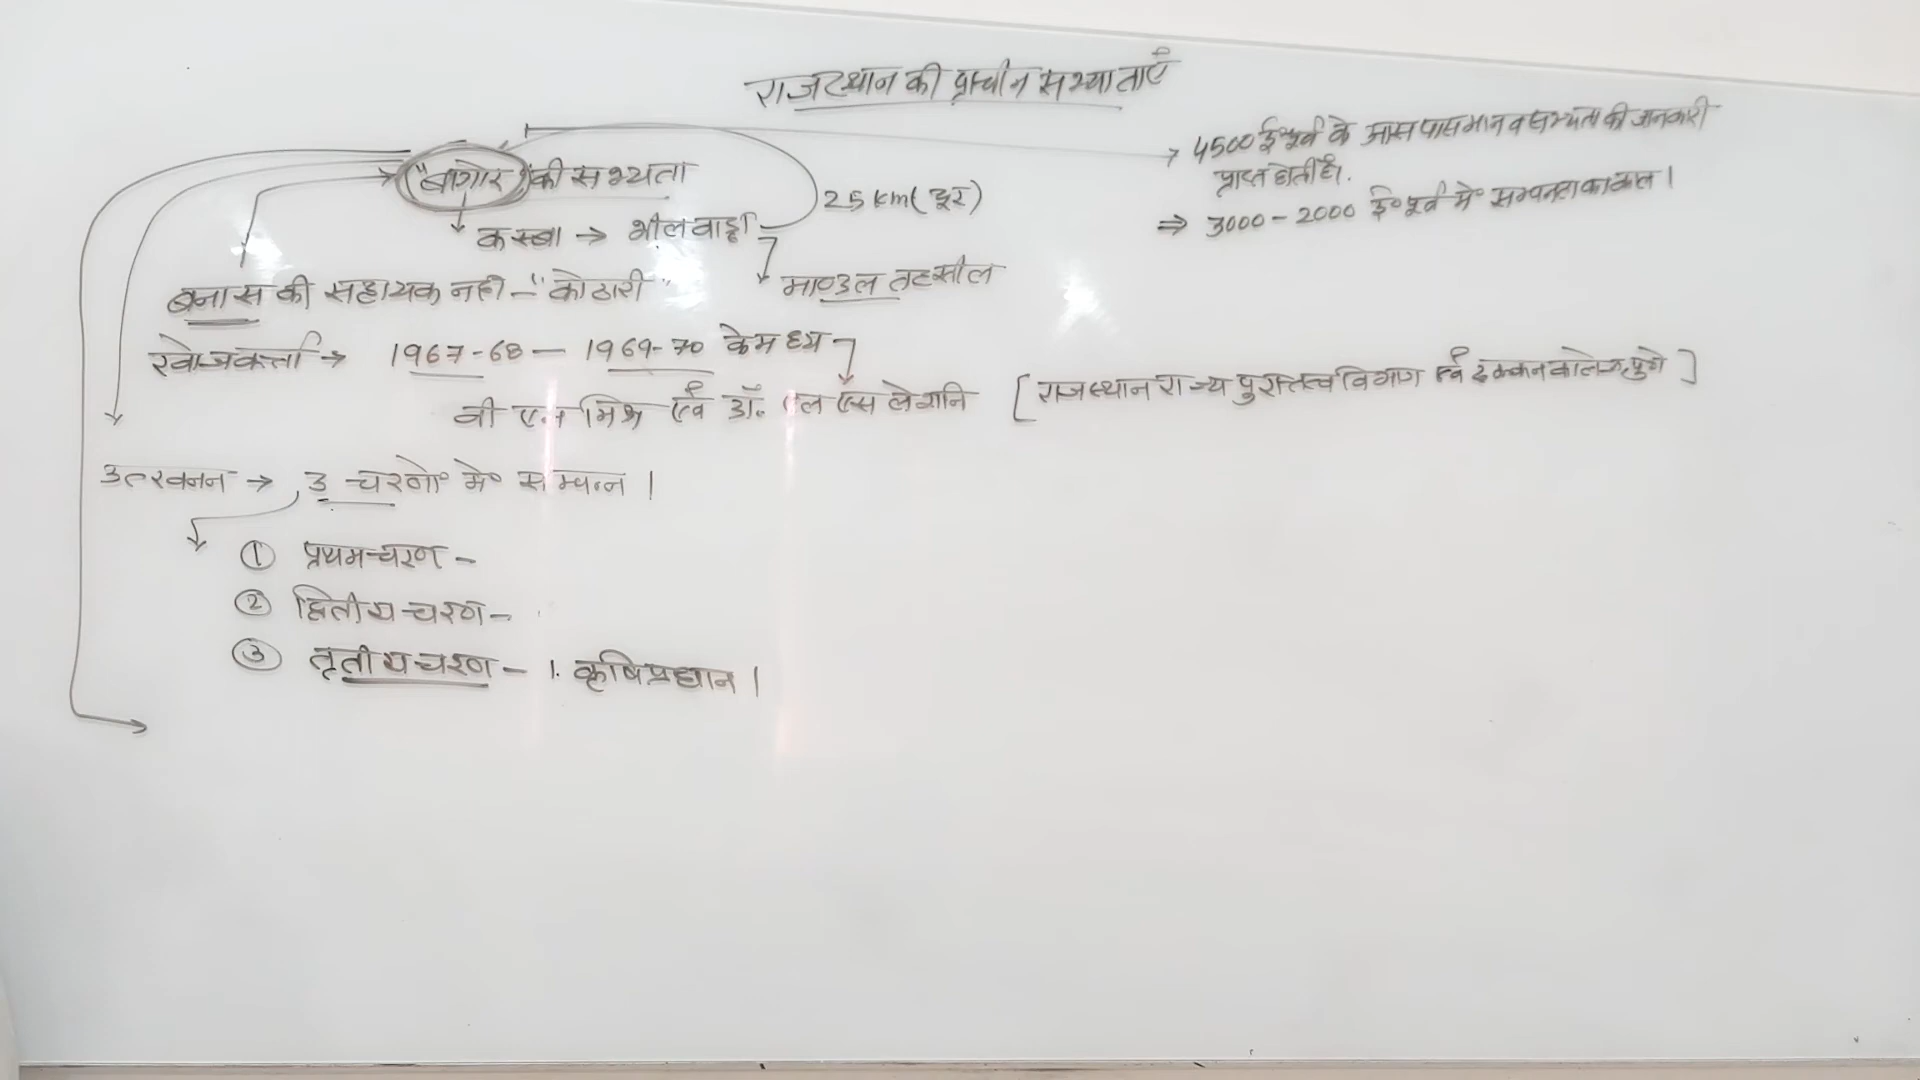 राजस्थान की प्राचीन सभ्यताएँ
"बागोर" की सभ्यता
25 km (दूर)
→ 4500 ई॰पूर्व के आसपास मानव सभ्यता की जानकारी
प्राप्त होती है।
⇒ 3000-2000 ई॰पूर्व में सम्पन्नता का काल।
कस्बा → भीलवाड़ा
माण्डल तहसील
बनास की सहायक नदी - "कोठारी"
खोजकर्त्ता → 1967-68 — 1969-70 के मध्य
वी एन मिश्र एवं डॉ. एल एस लेशनि [राजस्थान राज्य पुरातत्व विभाग एवं दक्कन कालेज, पुणे]
उत्खनन → 3 चरणों में सम्पन्न।
① प्रथम चरण -
② द्वितीय चरण -
③ तृतीय चरण - 1. कृषि प्रधान।